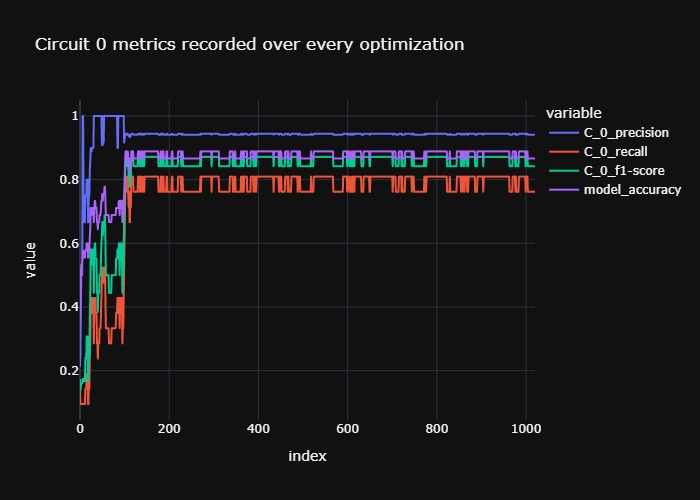 Circuit 0 metrics recorded over every optimization
variable
C_0_precision
C_0_recall
C_0_f1-score
model_accuracy
value
1
0.8
0.6
0.4
0.2
0
200
400
600
800
1000
index